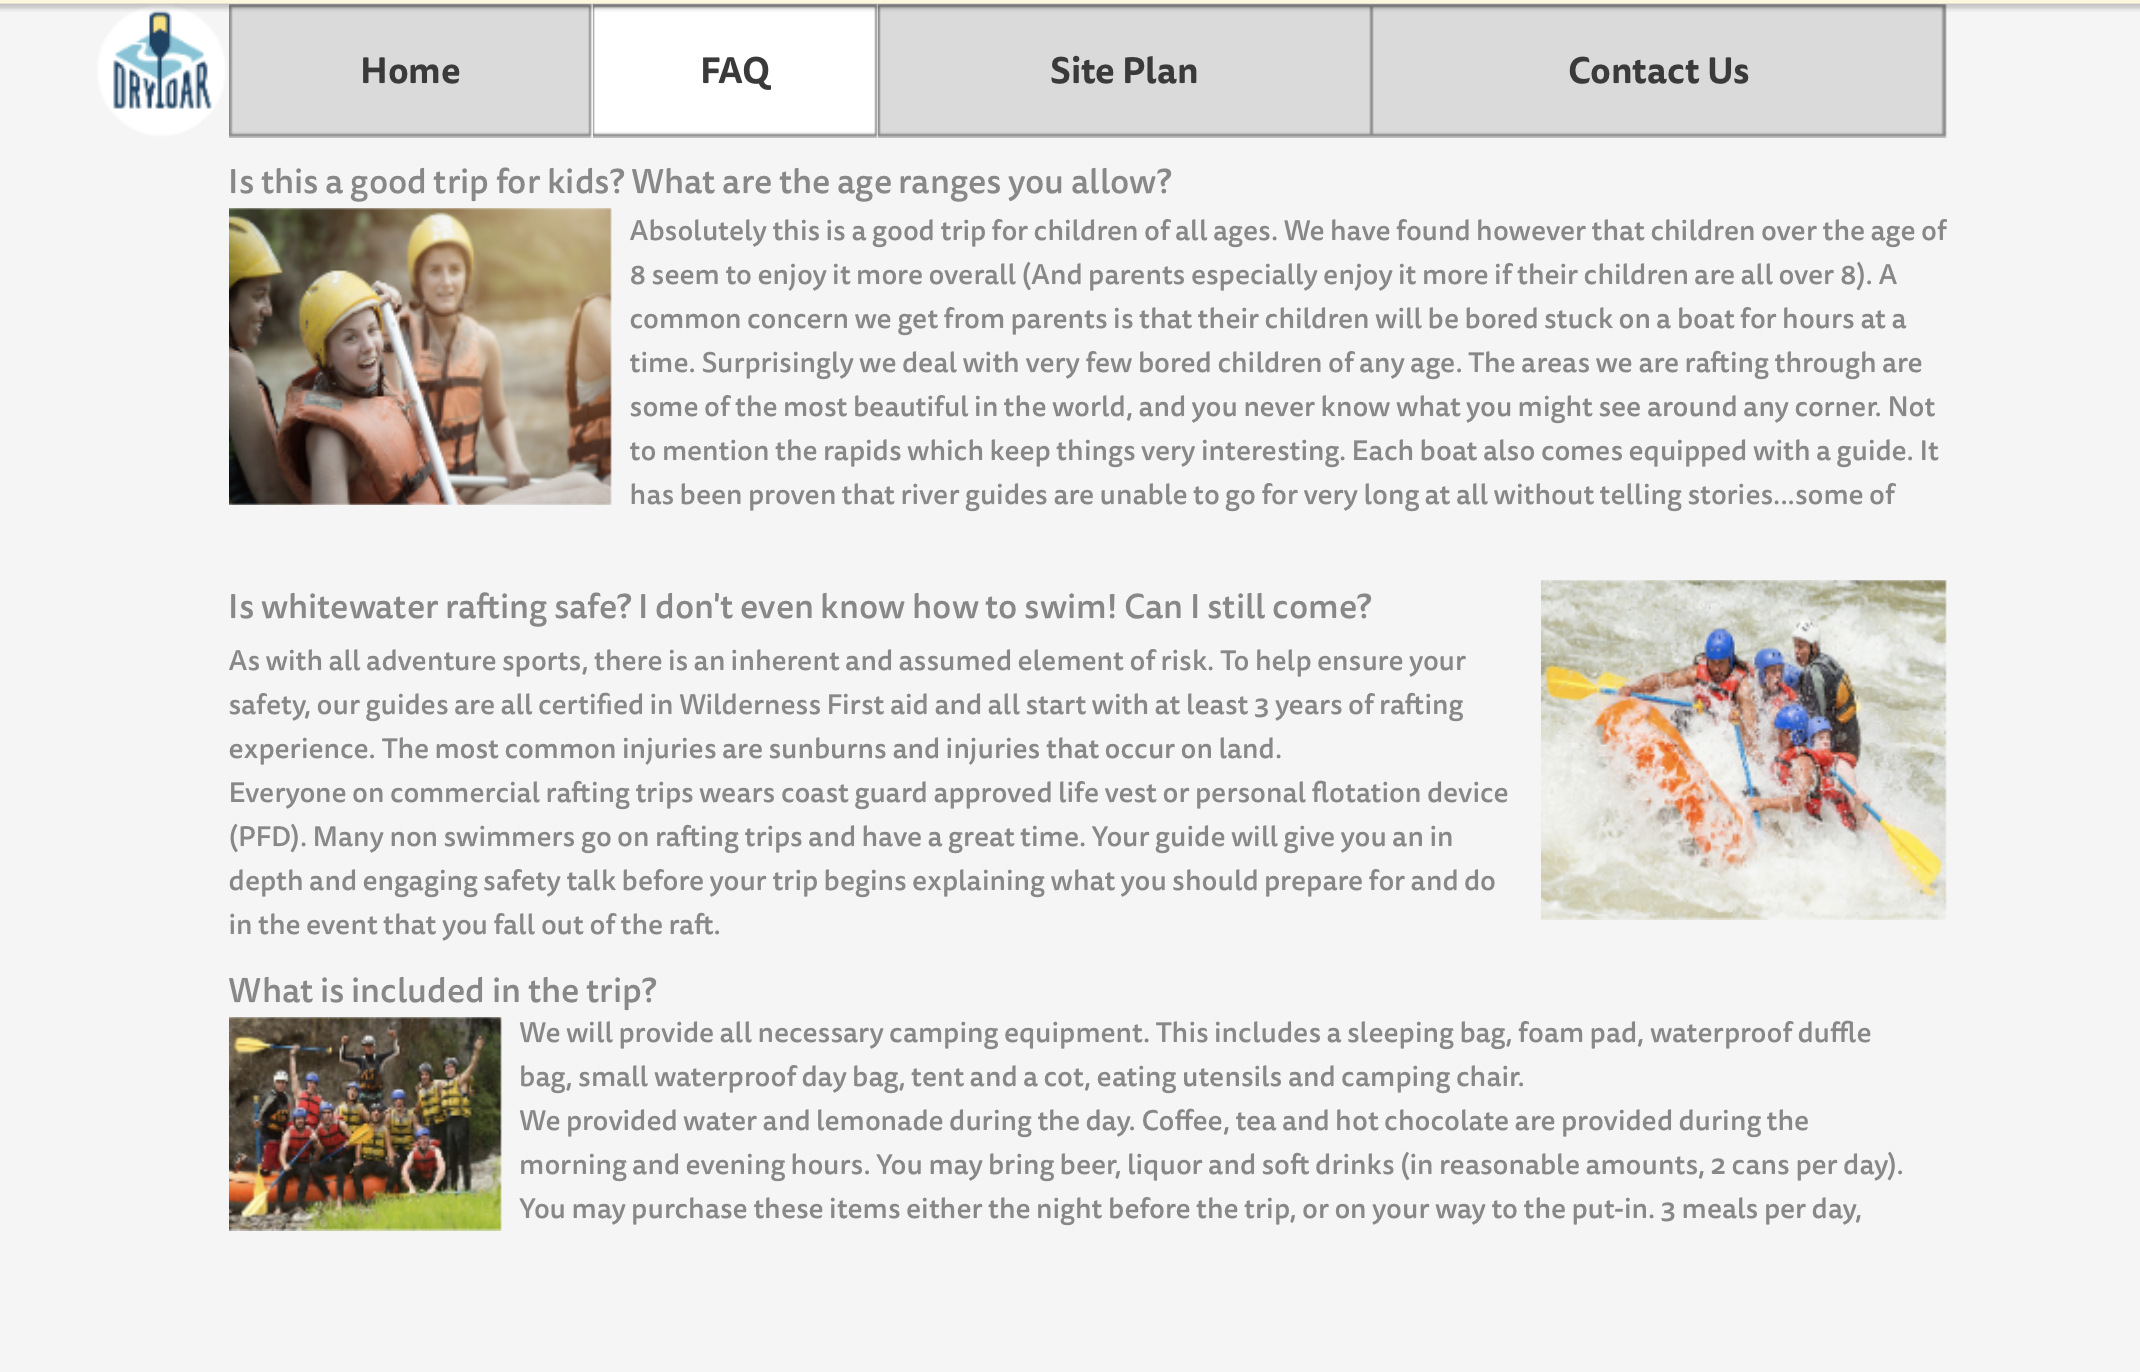 DRYOAR
Home
FAQ
Site Plan
Contact Us
Is this a good trip for kids? What are the age ranges you allow?
Absolutely this is a good trip for children of all ages. We have found however that children over the age of
8 seem to enjoy it more overall (And parents especially enjoy it more if their children are all over 8). A
common concern we get from parents is that their children will be bored stuck on a boat for hours at a
time. Surprisingly we deal with very few bored children of any age. The areas we are rafting through are
some of the most beautiful in the world, and you never know what you might see around any corner. Not
to mention the rapids which keep things very interesting. Each boat also comes equipped with a guide. It
has been proven that river guides are unable to go for very long at all without telling stories...some of
Is whitewater rafting safe? I don't even know how to swim! Can I still come?
As with all adventure sports, there is an inherent and assumed element of risk. To help ensure your
safety, our guides are all certified in Wilderness First aid and all start with at least 3 years of rafting
experience. The most common injuries are sunburns and injuries that occur on land.
Everyone on commercial rafting trips wears coast guard approved life vest or personal flotation device
(PFD). Many non swimmers go on rafting trips and have a great time. Your guide will give you an in
depth and engaging safety talk before your trip begins explaining what you should prepare for and do
in the event that you fall out of the raft.
What is included in the trip?
We will provide all necessary camping equipment. This includes a sleeping bag, foam pad, waterproof duffle
bag, small waterproof day bag, tent and a cot, eating utensils and camping chair.
We provided water and lemonade during the day. Coffee, tea and hot chocolate are provided during the
morning and evening hours. You may bring beer, liquor and soft drinks (in reasonable amounts, 2 cans per day).
You may purchase these items either the night before the trip, or on your way to the put-in. 3 meals per day,